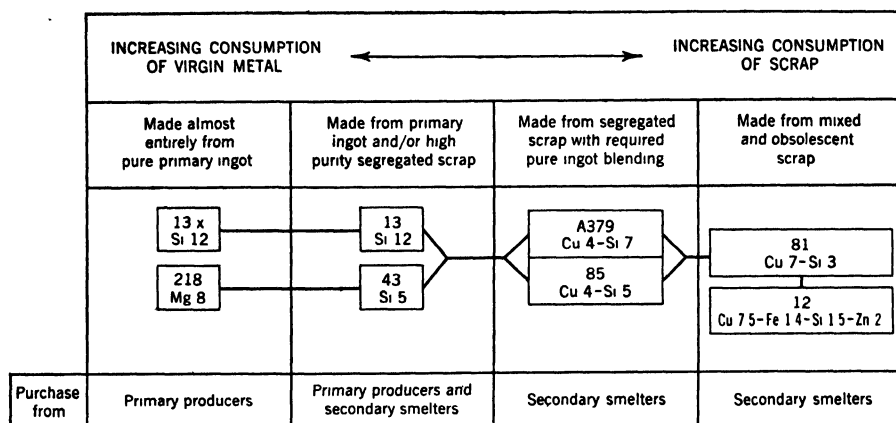 INCREASING CONSUMPTION
OF VIRGIN METAL
INCREASING CONSUMPTION
OF SCRAP
Made almost
entirely from
pure primary ingot
Made from primary
ingot and/or high
purity segregated scrap
Made from segregated
scrap with required
pure ingot blending
Made from mixed
and obsolescent
scrap
13 x
Si 12
13
Si 12
A379
Cu 4-Si 7
81
Cu 7-Si 3
218
Mg 8
43
Si 5
85
Cu 4-Si 5
12
Cu 7 5-Fe 1 4-Si 1 5-Zn 2
Purchase
from
Primary producers
Primary producers and
secondary smelters
Secondary smelters
Secondary smelters